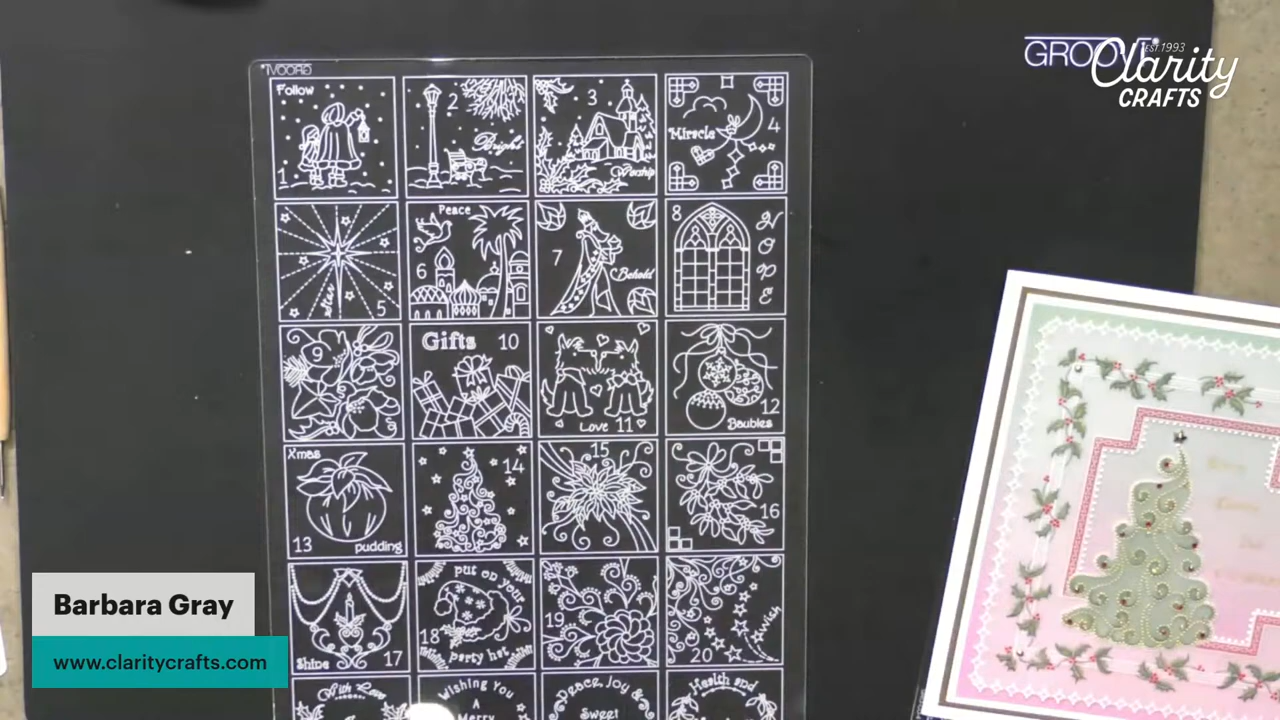 GROOVI
EST. 1993
Clarity
CRAFTS
GROOVI
Follow
1
2
Bright
3
Worship
Miracle
4
5
Star
Peace
6
7
Behold
8
HOPE
9
Gifts
10
Love 11
12
Baubles
Xmas
13
pudding
14
15
16
Shine
17
put on your
18
party hat
19
Wish
20
With Love
Wishing You
A
Merry
Peace, Joy &
Sweet
Health and
Barbara Gray
www.claritycrafts.com